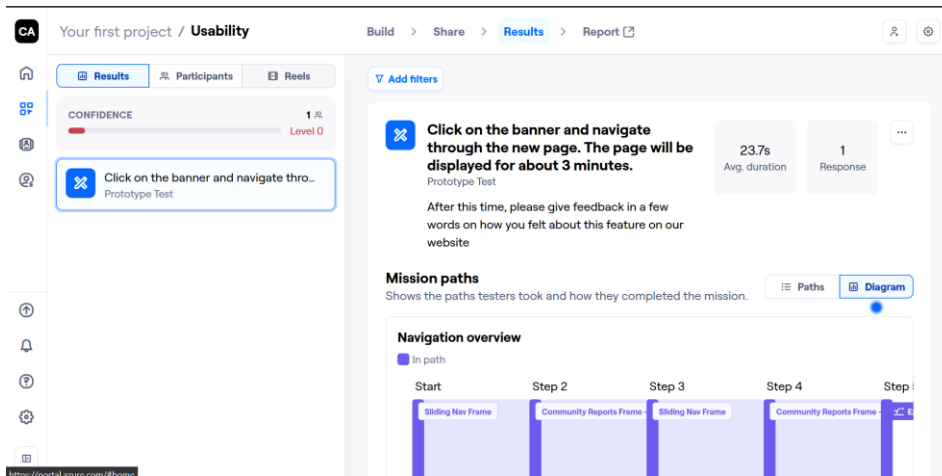 CA
Your first project / Usability
Build > Share > Results > Report
Results
Participants
Reels
CONFIDENCE
1
Level 0
Click on the banner and navigate thro...
Prototype Test
Add filters
Click on the banner and navigate
through the new page. The page will be
displayed for about 3 minutes.
Prototype Test
After this time, please give feedback in a few
words on how you felt about this feature on our
website
23.7s
Avg. duration
1
Response
Mission paths
Shows the paths testers took and how they completed the mission.
Paths
Diagram
Navigation overview
In path
Start
Step 2
Step 3
Step 4
Step
Sliding Nav Frame
Community Reports Frame -
Sliding Nav Frame
Community Reports Frame -
https://portal.azure.com/#home